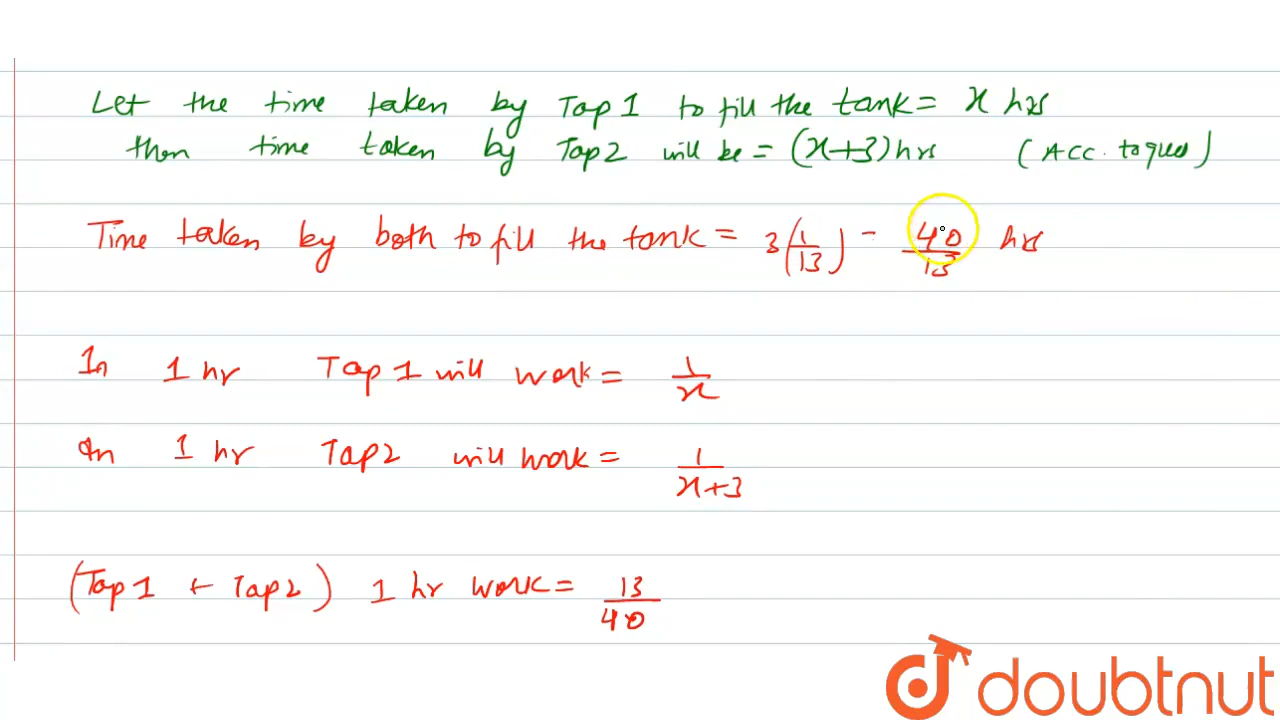 Let the time taken by Tap 1 to fill the tank = x hrs
then time taken by Tap 2 will be = (x+3) hrs (Acc. to ques)
Time taken by both to fill the tank = 3(1/13) = 40/13 hrs
In 1 hr Tap 1 will work = 1/x
In 1 hr Tap 2 will work = 1/x+3
(Tap 1 + Tap 2) 1 hr work = 13/40
doubtnut